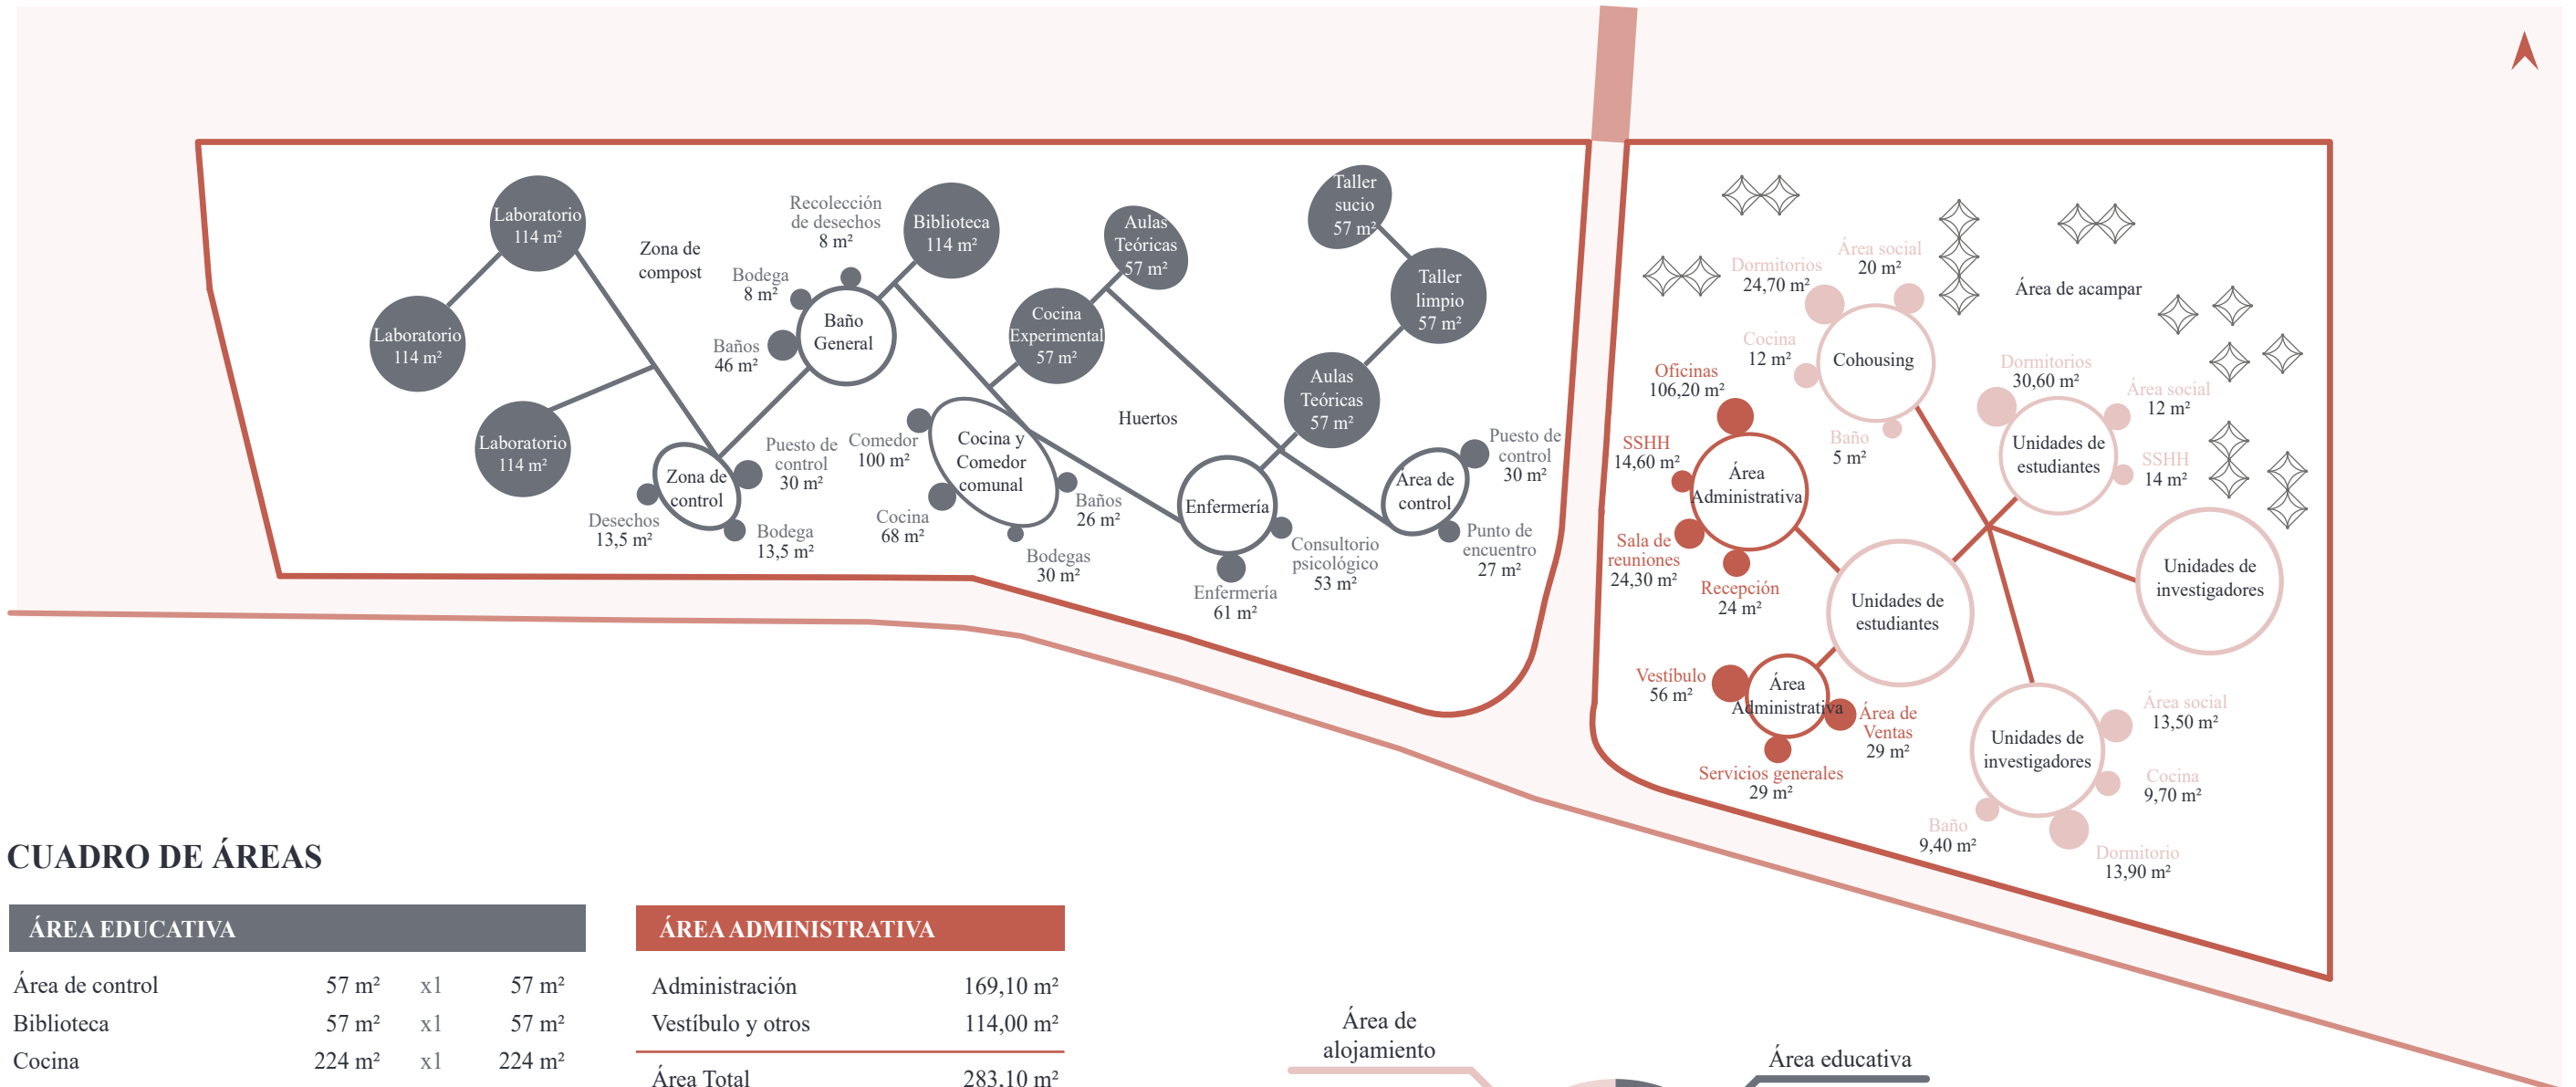 Laboratorio
114 m²
Laboratorio
114 m²
Laboratorio
114 m²
Zona de
compost
Recolección
de desechos
8 m²
Bodega
8 m²
Baños
46 m²
Baño
General
Biblioteca
114 m²
Zona de
control
Puesto de
control
30 m²
Desechos
13,5 m²
Bodega
13,5 m²
Aulas
Teóricas
57 m²
Cocina
Experimental
57 m²
Comedor
100 m²
Cocina y
Comedor
comunal
Cocina
68 m²
Baños
26 m²
Bodegas
30 m²
Huertos
Taller
sucio
57 m²
Taller
limpio
57 m²
Aulas
Teóricas
57 m²
Enfermería
Enfermería
61 m²
Consultorio
psicológico
53 m²
Área de
control
Puesto de
control
30 m²
Punto de
encuentro
27 m²
Dormitorios
24,70 m²
Área social
20 m²
Cocina
12 m²
Cohousing
Baño
5 m²
Área de acampar
Oficinas
106,20 m²
SSHH
14,60 m²
Área
Administrativa
Sala de
reuniones
24,30 m²
Recepción
24 m²
Dormitorios
30,60 m²
Área social
12 m²
Unidades de
estudiantes
SSHH
14 m²
Unidades de
investigadores
Unidades de
estudiantes
Vestíbulo
56 m²
Área
Administrativa
Área de
Ventas
29 m²
Servicios generales
29 m²
Unidades de
investigadores
Área social
13,50 m²
Cocina
9,70 m²
Baño
9,40 m²
Dormitorio
13,90 m²
CUADRO DE ÁREAS
ÁREA EDUCATIVA
Área de control 57 m² x1 57 m²
Biblioteca 57 m² x1 57 m²
Cocina 224 m² x1 224 m²
ÁREA ADMINISTRATIVA
Administración 169,10 m²
Vestíbulo y otros 114,00 m²
Área Total 283,10 m²
Área de
alojamiento
Área educativa